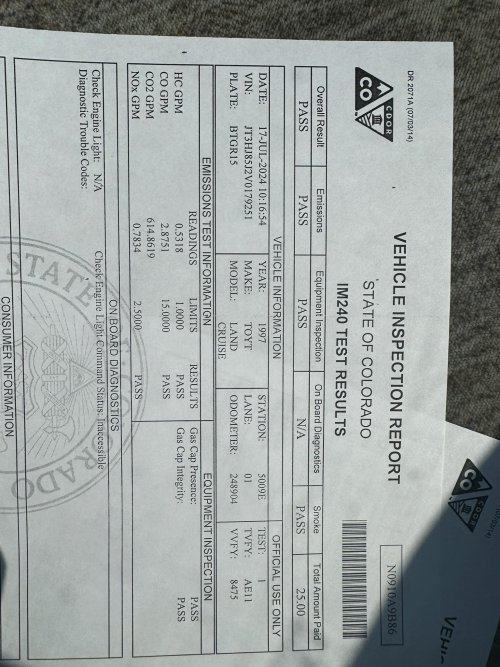 DR 2071A (07/03/14)
CDOR
CO
VEHICLE INSPECTION REPORT
STATE OF COLORADO
IM240 TEST RESULTS
N0910A9B86
Overall Result Emissions Equipment Inspection On Board Diagnostics Smoke Total Amount Paid
PASS PASS PASS N/A PASS 25.00
VEHICLE INFORMATION OFFICIAL USE ONLY
DATE: 17-JUL-2024 10:16:54 YEAR: 1997 STATION: 5009E TEST: 1
VIN: JT3HJ85J2V0179251 MAKE: TOYT LANE: 01 TVFY: AE11
PLATE: BTGR15 MODEL: LAND ODOMETER: 248904 VVFY: 8475
CRUISE
EMISSIONS TEST INFORMATION EQUIPMENT INSPECTION
READINGS LIMITS RESULTS Gas Cap Presence: PASS
HC GPM 0.5318 1.0000 PASS Gas Cap Integrity: PASS
CO GPM 2.8751 15.0000 PASS
CO2 GPM 614.8619
NOx GPM 0.7834 2.5000 PASS
ON BOARD DIAGNOSTICS
Check Engine Light: N/A Check Engine Light Command Status: Inaccessible
Diagnostic Trouble Codes:
STATE
ORADO
CONSUMER INFORMATION
CO
VEHIC